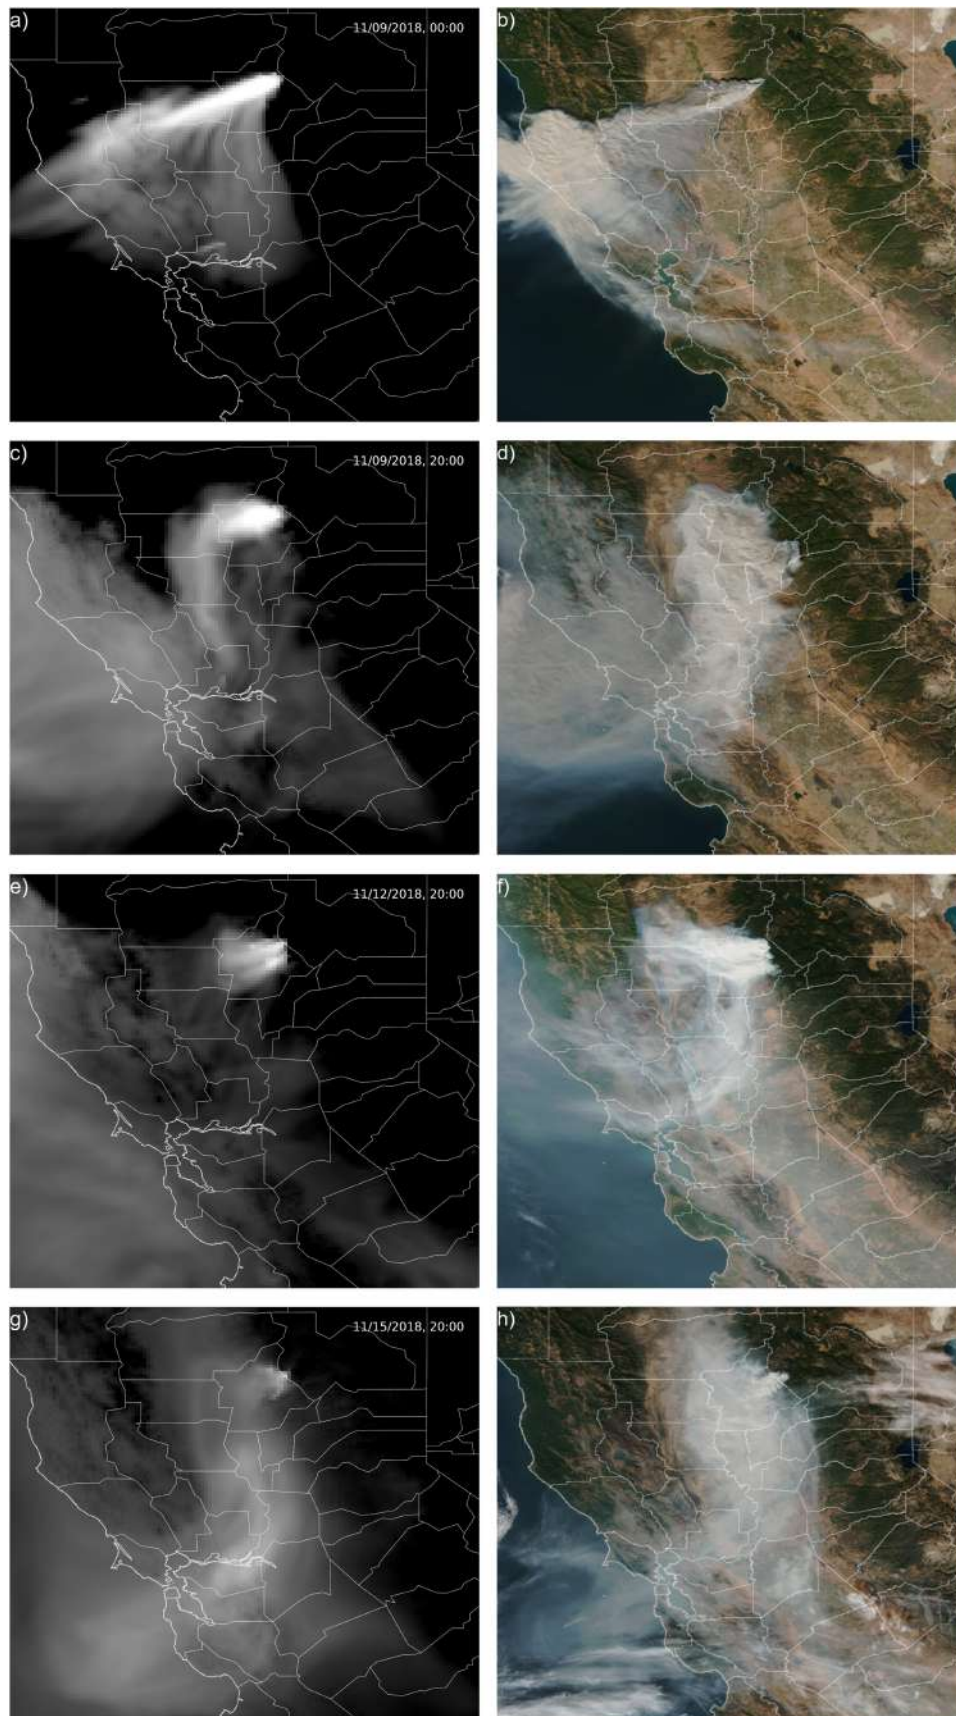 a) 11/09/2018, 00:00 b)
c) 11/09/2018, 20:00 d)
e) 11/12/2018, 20:00 f)
g) 11/15/2018, 20:00 h)